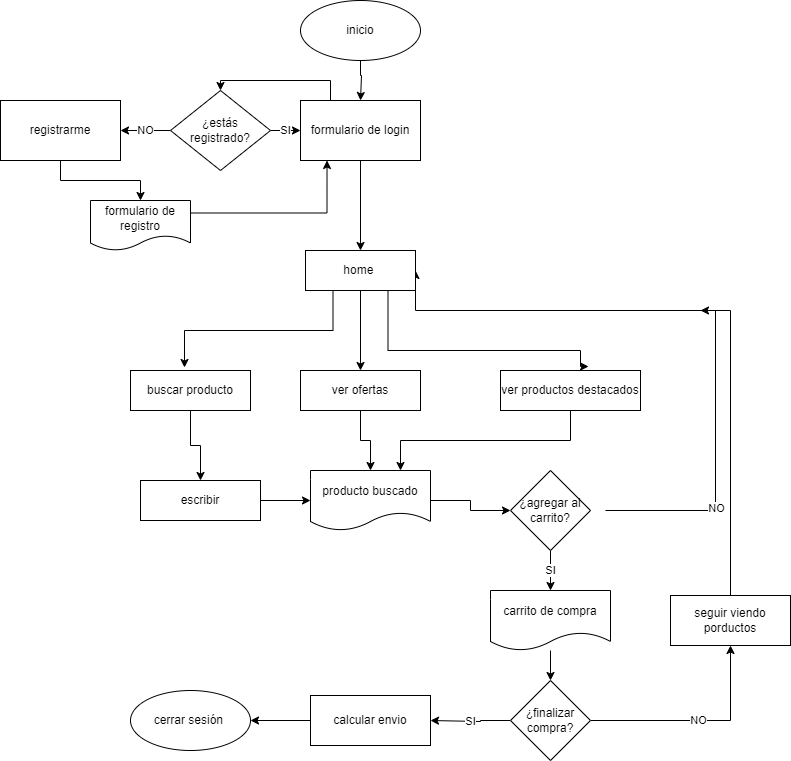 inicio
¿estás
registrado?
registrarme
NO
SI
formulario de login
formulario de
registro
home
buscar producto
ver ofertas
ver productos destacados
escribir
producto buscado
¿agregar al
carrito?
NO
SI
carrito de compra
seguir viendo
porductos
¿finalizar
compra?
NO
SI
calcular envio
cerrar sesión